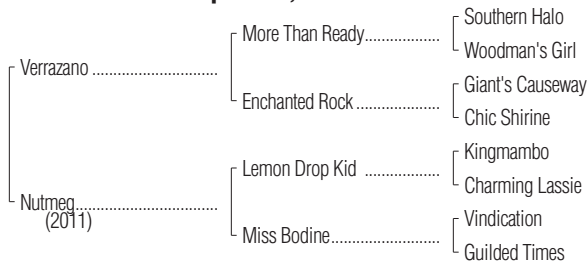 Southern Halo
More Than Ready
Woodman's Girl
Verrazano
Giant's Causeway
Enchanted Rock
Chic Shirine
Kingmambo
Lemon Drop Kid
Charming Lassie
Nutmeg
(2011)
Vindication
Miss Bodine
Guilded Times